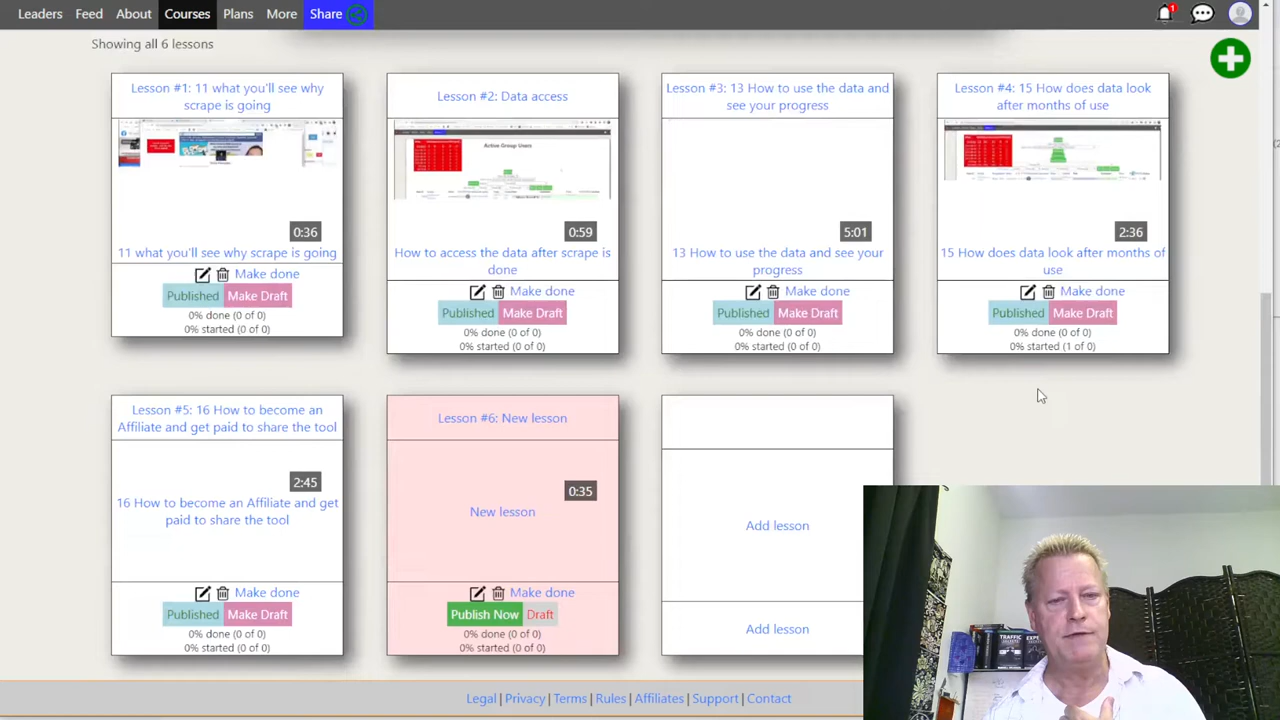 Leaders Feed About Courses Plans More Share
1
Showing all 6 lessons
Lesson #1: 11 what you'll see why
scrape is going
0:36
11 what you'll see why scrape is going
Make done
Published Make Draft
0% done (0 of 0)
0% started (0 of 0)
Lesson #2: Data access
Active Group Users
0:59
How to access the data after scrape is
done
Make done
Published Make Draft
0% done (0 of 0)
0% started (0 of 0)
Lesson #3: 13 How to use the data and
see your progress
5:01
13 How to use the data and see your
progress
Make done
Published Make Draft
0% done (0 of 0)
0% started (0 of 0)
Lesson #4: 15 How does data look
after months of use
2:36
15 How does data look after months of
use
Make done
Published Make Draft
0% done (0 of 0)
0% started (1 of 0)
Lesson #5: 16 How to become an
Affiliate and get paid to share the tool
2:45
16 How to become an Affiliate and get
paid to share the tool
Make done
Published Make Draft
0% done (0 of 0)
0% started (0 of 0)
Lesson #6: New lesson
0:35
New lesson
Make done
Publish Now Draft
0% done (0 of 0)
0% started (0 of 0)
Add lesson
Add lesson
TRAFFIC
Legal | Privacy | Terms | Rules | Affiliates | Support | Contact